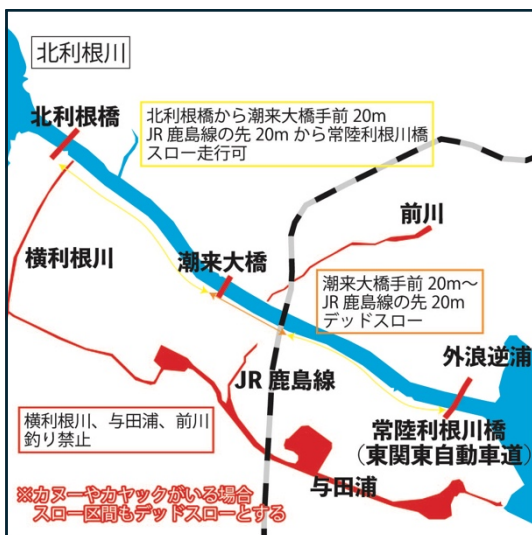 北利根川
北利根橋
北利根橋から潮来大橋手前 20m
JR 鹿島線の先 20m から常陸利根川橋
スロー走行可
前川
横利根川
潮来大橋
潮来大橋手前 20m～
JR 鹿島線の先 20m
デッドスロー
外浪逆浦
JR 鹿島線
横利根川、与田浦、前川
釣り禁止
常陸利根川橋
（東関東自動車道）
与田浦
※カヌーやカヤックがいる場合
スロー区間もデッドスローとする